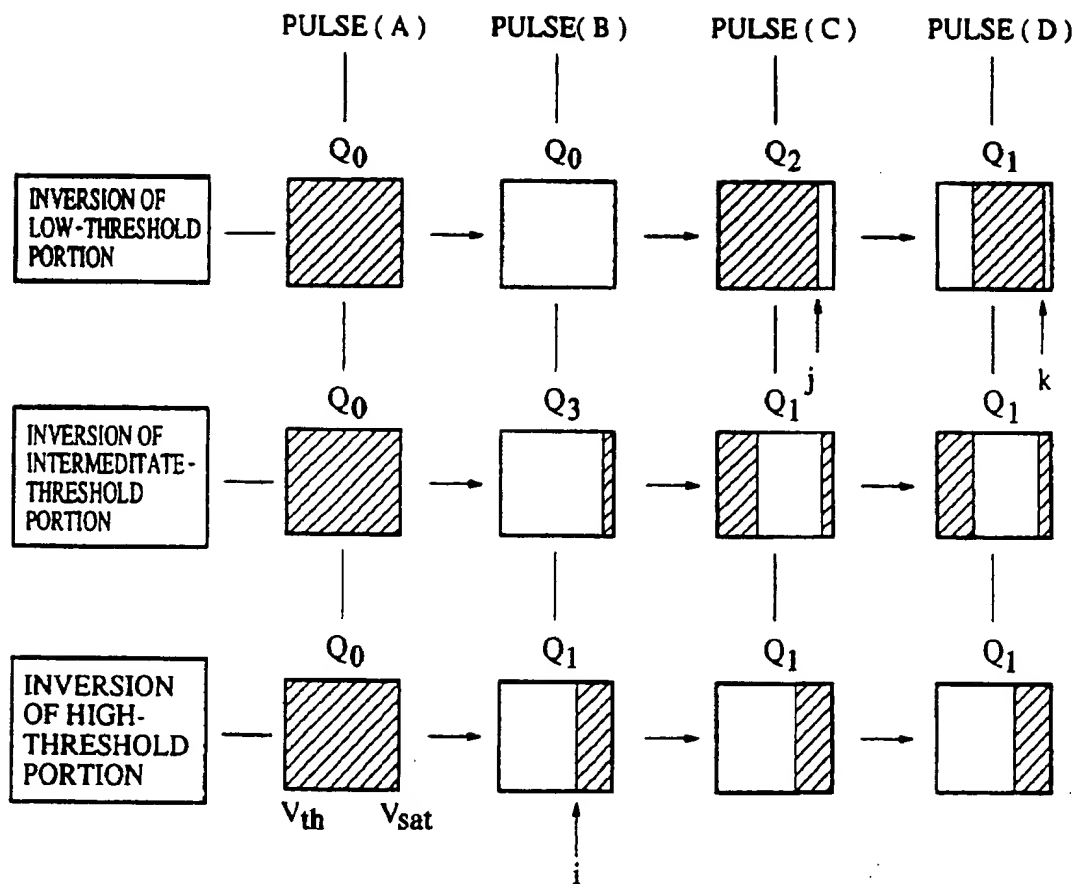 PULSE(A) PULSE(B) PULSE(C) PULSE(D)
Q0 Q0 Q2 Q1
INVERSION OF
LOW-THRESHOLD
PORTION
j k
Q0 Q3 Q1 Q1
INVERSION OF
INTERMEDITATE-
THRESHOLD
PORTION
Q0 Q1 Q1 Q1
INVERSION
OF HIGH-
THRESHOLD
PORTION
Vth Vsat
i